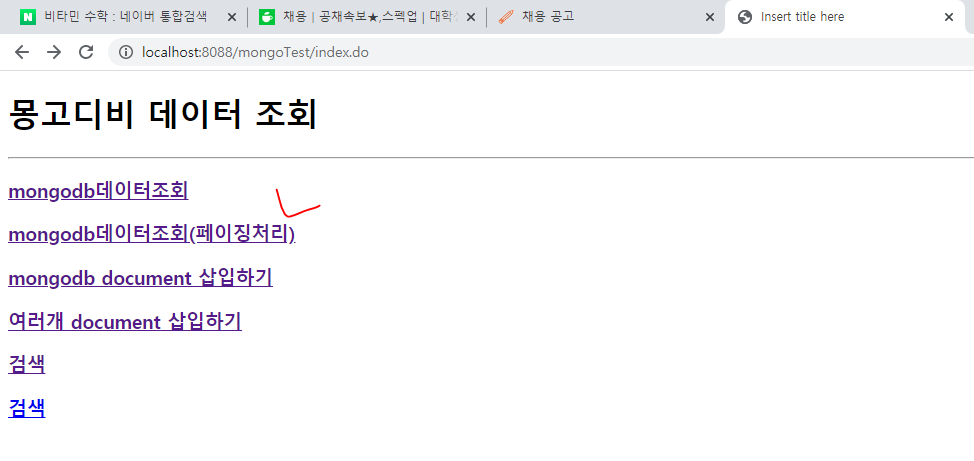 비타민 수학 : 네이버 통합검색
채용 | 공채속보★,스펙업 | 대학
채용 공고
Insert title here
localhost:8088/mongoTest/index.do
몽고디비 데이터 조회
mongodb데이터조회
mongodb데이터조회(페이징처리)
mongodb document 삽입하기
여러개 document 삽입하기
검색
검색